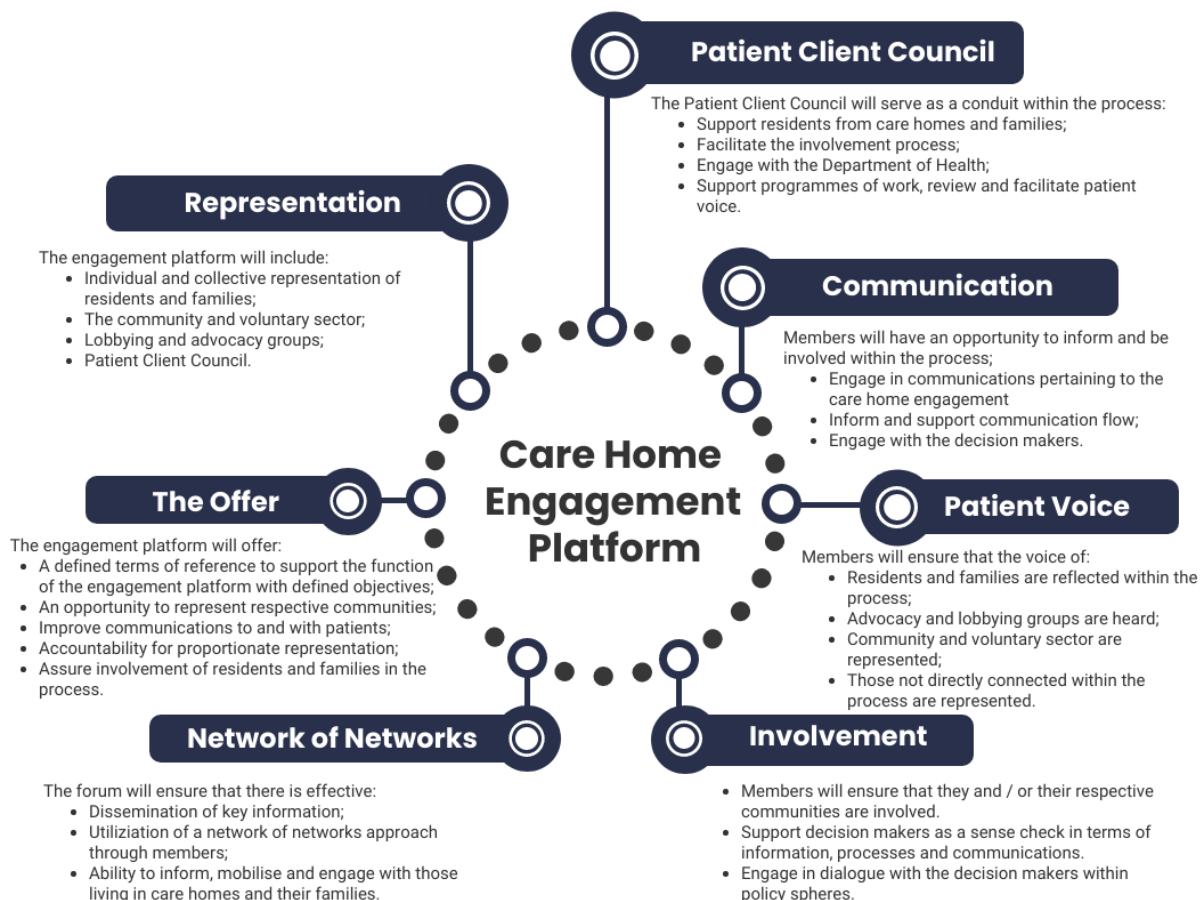 Patient Client Council
The Patient Client Council will serve as a conduit within the process:
• Support residents from care homes and families;
• Facilitate the involvement process;
• Engage with the Department of Health;
• Support programmes of work, review and facilitate patient
voice.
Representation
The engagement platform will include:
• Individual and collective representation of
residents and families;
• The community and voluntary sector;
• Lobbying and advocacy groups;
• Patient Client Council.
Communication
Members will have an opportunity to inform and be
involved within the process;
• Engage in communications pertaining to the
care home engagement
• Inform and support communication flow;
• Engage with the decision makers.
Care Home
Engagement
Platform
The Offer
The engagement platform will offer:
• A defined terms of reference to support the function
of the engagement platform with defined objectives;
• An opportunity to represent respective communities;
• Improve communications to and with patients;
• Accountability for proportionate representation;
• Assure involvement of residents and families in the
process.
Patient Voice
Members will ensure that the voice of:
• Residents and families are reflected within the
process;
• Advocacy and lobbying groups are heard;
• Community and voluntary sector are
represented;
• Those not directly connected within the
process are represented.
Network of Networks
The forum will ensure that there is effective:
• Dissemination of key information;
• Utiliziation of a network of networks approach
through members;
• Ability to inform, mobilise and engage with those
living in care homes and their families.
Involvement
• Members will ensure that they and / or their respective
communities are involved.
• Support decision makers as a sense check in terms of
information, processes and communications.
• Engage in dialogue with the decision makers within
policy spheres.